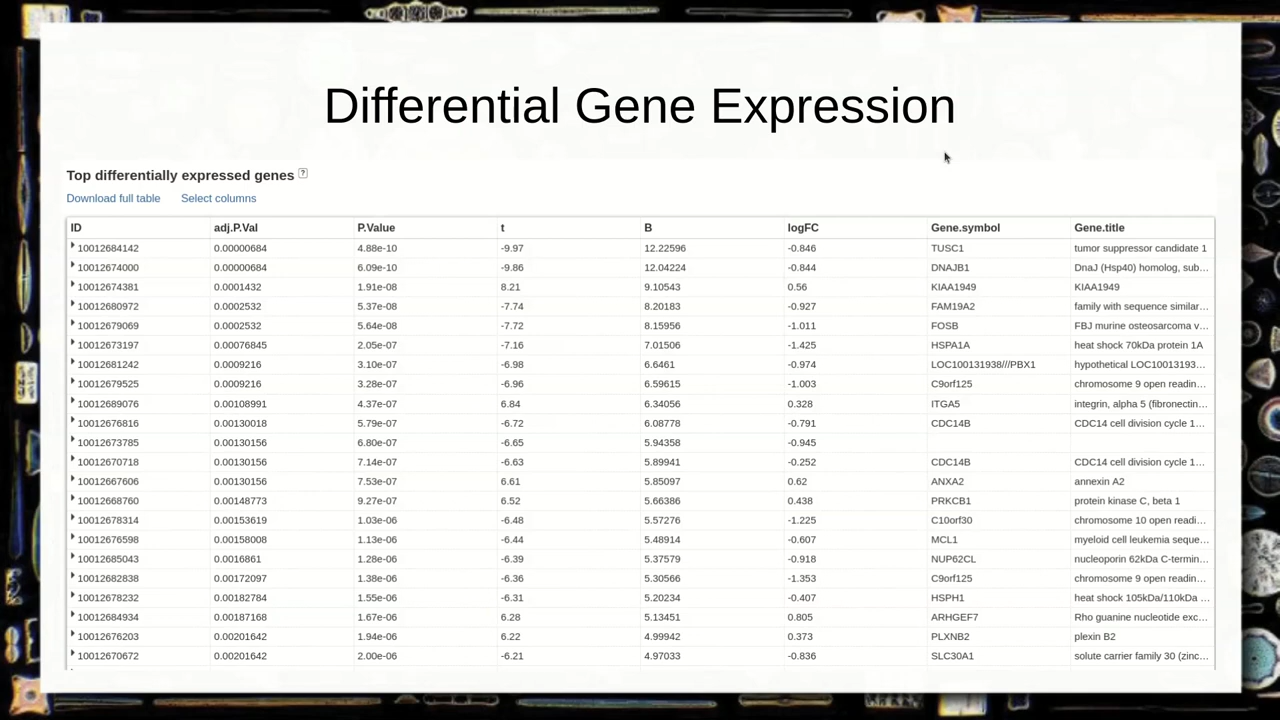 Differential Gene Expression
Top differentially expressed genes ?
Download full table Select columns
ID adj.P.Val P.Value t B logFC Gene.symbol Gene.title
10012684142 0.00000684 4.88e-10 -9.97 12.22596 -0.846 TUSC1 tumor suppressor candidate 1
10012674000 0.00000684 6.09e-10 -9.86 12.04224 -0.844 DNAJB1 DnaJ (Hsp40) homolog, sub...
10012674381 0.0001432 1.91e-08 8.21 9.10543 0.56 KIAA1949 KIAA1949
10012680972 0.0002532 5.37e-08 -7.74 8.20183 -0.927 FAM19A2 family with sequence similar...
10012679069 0.0002532 5.64e-08 -7.72 8.15956 -1.011 FOSB FBJ murine osteosarcoma v...
10012673197 0.00076845 2.05e-07 -7.16 7.01506 -1.425 HSPA1A heat shock 70kDa protein 1A
10012681242 0.0009216 3.10e-07 -6.98 6.6461 -0.974 LOC100131938///PBX1 hypothetical LOC10013193...
10012679525 0.0009216 3.28e-07 -6.96 6.59615 -1.003 C9orf125 chromosome 9 open readin...
10012689076 0.00108991 4.37e-07 6.84 6.34056 0.328 ITGA5 integrin, alpha 5 (fibronectin...
10012676816 0.00130018 5.79e-07 -6.72 6.08778 -0.791 CDC14B CDC14 cell division cycle 1...
10012673785 0.00130156 6.80e-07 -6.65 5.94358 -0.945
10012670718 0.00130156 7.14e-07 -6.63 5.89941 -0.252 CDC14B CDC14 cell division cycle 1...
10012667606 0.00130156 7.53e-07 6.61 5.85097 0.62 ANXA2 annexin A2
10012668760 0.00148773 9.27e-07 6.52 5.66386 0.438 PRKCB1 protein kinase C, beta 1
10012678314 0.00153619 1.03e-06 -6.48 5.57276 -1.225 C10orf30 chromosome 10 open readi...
10012676598 0.00158008 1.13e-06 -6.44 5.48914 -0.607 MCL1 myeloid cell leukemia seque...
10012685043 0.0016861 1.28e-06 -6.39 5.37579 -0.918 NUP62CL nucleoporin 62kDa C-termin...
10012682838 0.00172097 1.38e-06 -6.36 5.30566 -1.353 C9orf125 chromosome 9 open readin...
10012678232 0.00182784 1.55e-06 -6.31 5.20234 -0.407 HSPH1 heat shock 105kDa/110kDa ...
10012684934 0.00187168 1.67e-06 6.28 5.13451 0.805 ARHGEF7 Rho guanine nucleotide exc...
10012676203 0.00201642 1.94e-06 6.22 4.99942 0.373 PLXNB2 plexin B2
10012670672 0.00201642 2.00e-06 -6.21 4.97033 -0.836 SLC30A1 solute carrier family 30 (zinc...